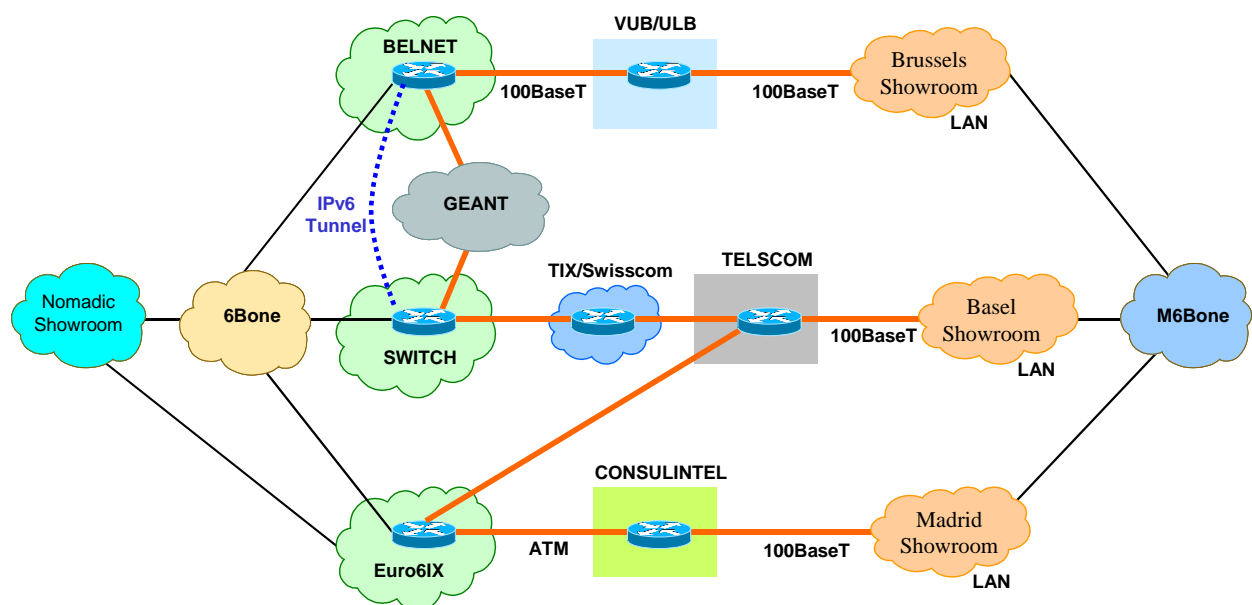 VUB/ULB
BELNET
100BaseT
100BaseT
Brussels
Showroom
LAN
IPv6
Tunnel
GEANT
TIX/Swisscom
TELSCOM
Nomadic
Showroom
6Bone
SWITCH
100BaseT
Basel
Showroom
LAN
M6Bone
CONSULINTEL
Euro6IX
ATM
100BaseT
Madrid
Showroom
LAN